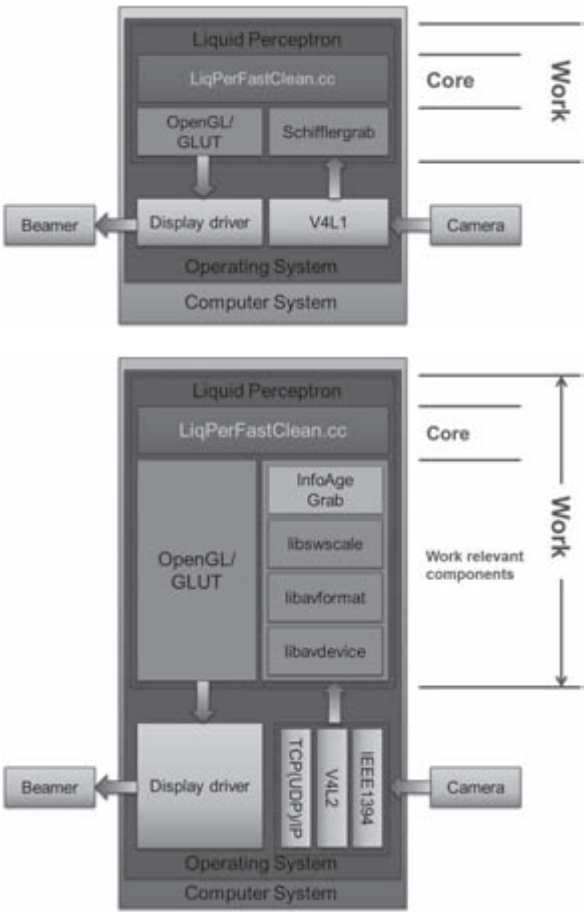 Liquid Perceptron
LiqPerFastClean.cc
Core
Work
OpenGL/
GLUT
Schifflergrab
Beamer
Display driver
V4L1
Camera
Operating System
Computer System
Liquid Perceptron
LiqPerFastClean.cc
Core
InfoAge
Grab
OpenGL/
GLUT
libswscale
libavformat
libavdevice
Work relevant
components
Work
Beamer
Display driver
TCP(UDP)/IP
V4L2
IEEE1394
Camera
Operating System
Computer System